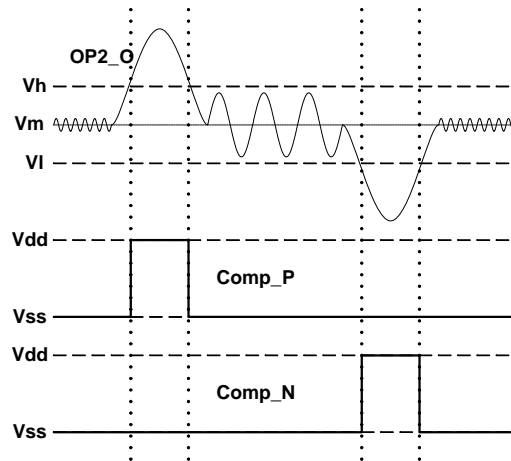 OP2_O
Vh
Vm
Vl
Vdd
Comp_P
Vss
Vdd
Comp_N
Vss